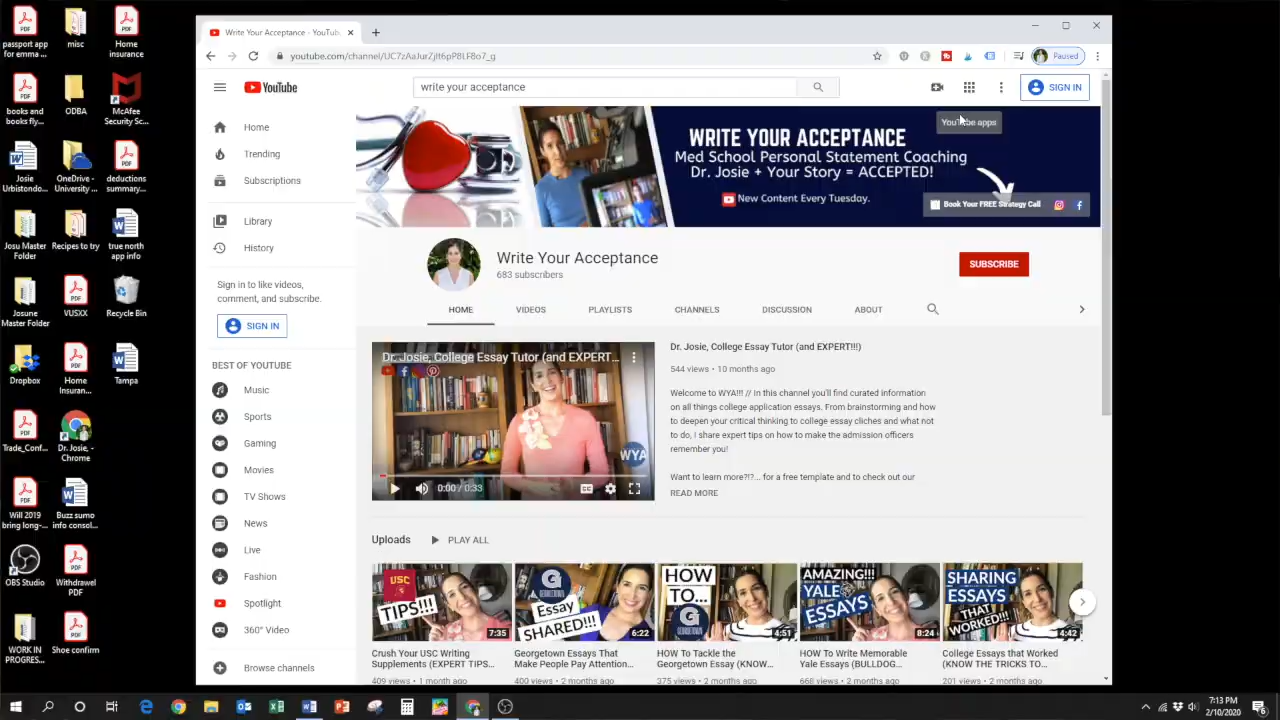 passport app
for emma ...
misc
Home
insurance
books and
books fly...
ODBA
McAfee
Security Sc...
Josie
Urbistondo...
OneDrive -
University ...
deductions
summary...
Josu Master
Folder
Recipes to try
true north
app info
Josune
Master Folder
VUSXX
Recycle Bin
Dropbox
Home
Insuran...
Tampa
Trade_Conf...
Dr. Josie, -
Chrome
Will 2019
bring long-...
Buzz sumo
info consol...
OBS Studio
Withdrawel
PDF
WORK IN
PROGRES...
Shoe confirm
Write Your Acceptance - YouTub
youtube.com/channel/UC7zAaJurZjIt6pP8LF8o7_g
Paused
YouTube
write your acceptance
SIGN IN
YouTube apps
Home
Trending
Subscriptions
Library
History
Sign in to like videos,
comment, and subscribe.
SIGN IN
BEST OF YOUTUBE
Music
Sports
Gaming
Movies
TV Shows
News
Live
Fashion
Spotlight
360° Video
Browse channels
WRITE YOUR ACCEPTANCE
Med School Personal Statement Coaching
Dr. Josie + Your Story = ACCEPTED!
New Content Every Tuesday.
Book Your FREE Strategy Call
Write Your Acceptance
683 subscribers
SUBSCRIBE
HOME VIDEOS PLAYLISTS CHANNELS DISCUSSION ABOUT
Dr. Josie, College Essay Tutor (and EXPERT...
WYA
0:00 / 0:33
Dr. Josie, College Essay Tutor (and EXPERT!!!)
544 views • 10 months ago
Welcome to WYA!!! // In this channel you'll find curated information
on all things college application essays. From brainstorming and how
to deepen your critical thinking to college essay cliches and what not
to do, I share expert tips on how to make the admission officers
remember you!
Want to learn more?!?... for a free template and to check out our
READ MORE
Uploads PLAY ALL
USC
TIPS!!!
7:35
G
Essay
SHARED!!!
6:22
HOW
TO...
G
GEORGETOWN
4:51
AMAZING!!!
YALE
ESSAYS
8:24
SHARING
ESSAYS
THAT
WORKED!!!
4:42
Crush Your USC Writing
Supplements (EXPERT TIPS...
409 views • 1 month ago
Georgetown Essays That
Make People Pay Attention...
400 views • 2 months ago
HOW To Tackle the
Georgetown Essay (KNOW...
375 views • 2 months ago
HOW To Write Memorable
Yale Essays (BULLDOG...
668 views • 2 months ago
College Essays that Worked
(KNOW THE TRICKS TO...
201 views • 2 months ago
7:13 PM
2/10/2020
6